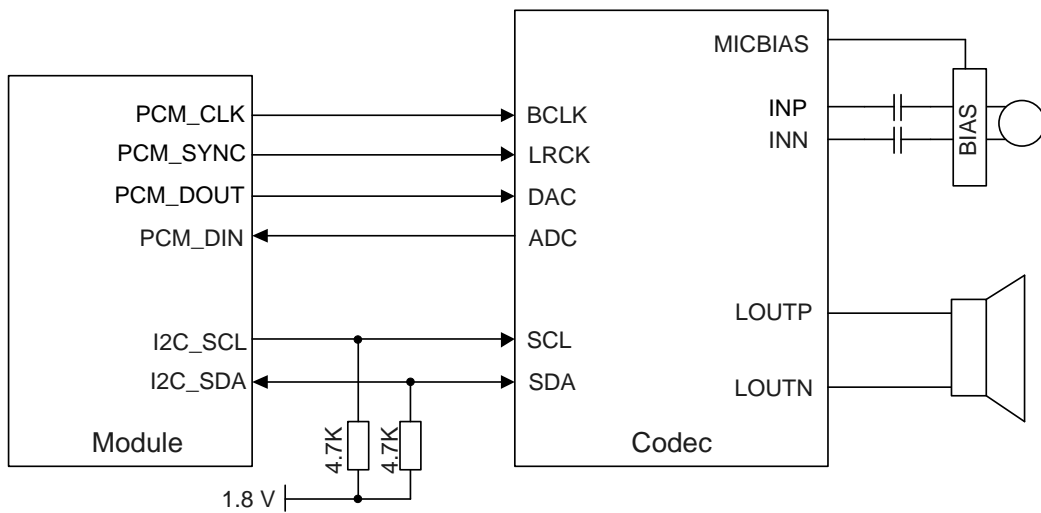 MICBIAS
PCM_CLK
BCLK
INP
INN
BIAS
PCM_SYNC
LRCK
PCM_DOUT
DAC
PCM_DIN
ADC
LOUTP
I2C_SCL
SCL
I2C_SDA
SDA
LOUTN
Module
4.7K
4.7K
Codec
1.8 V